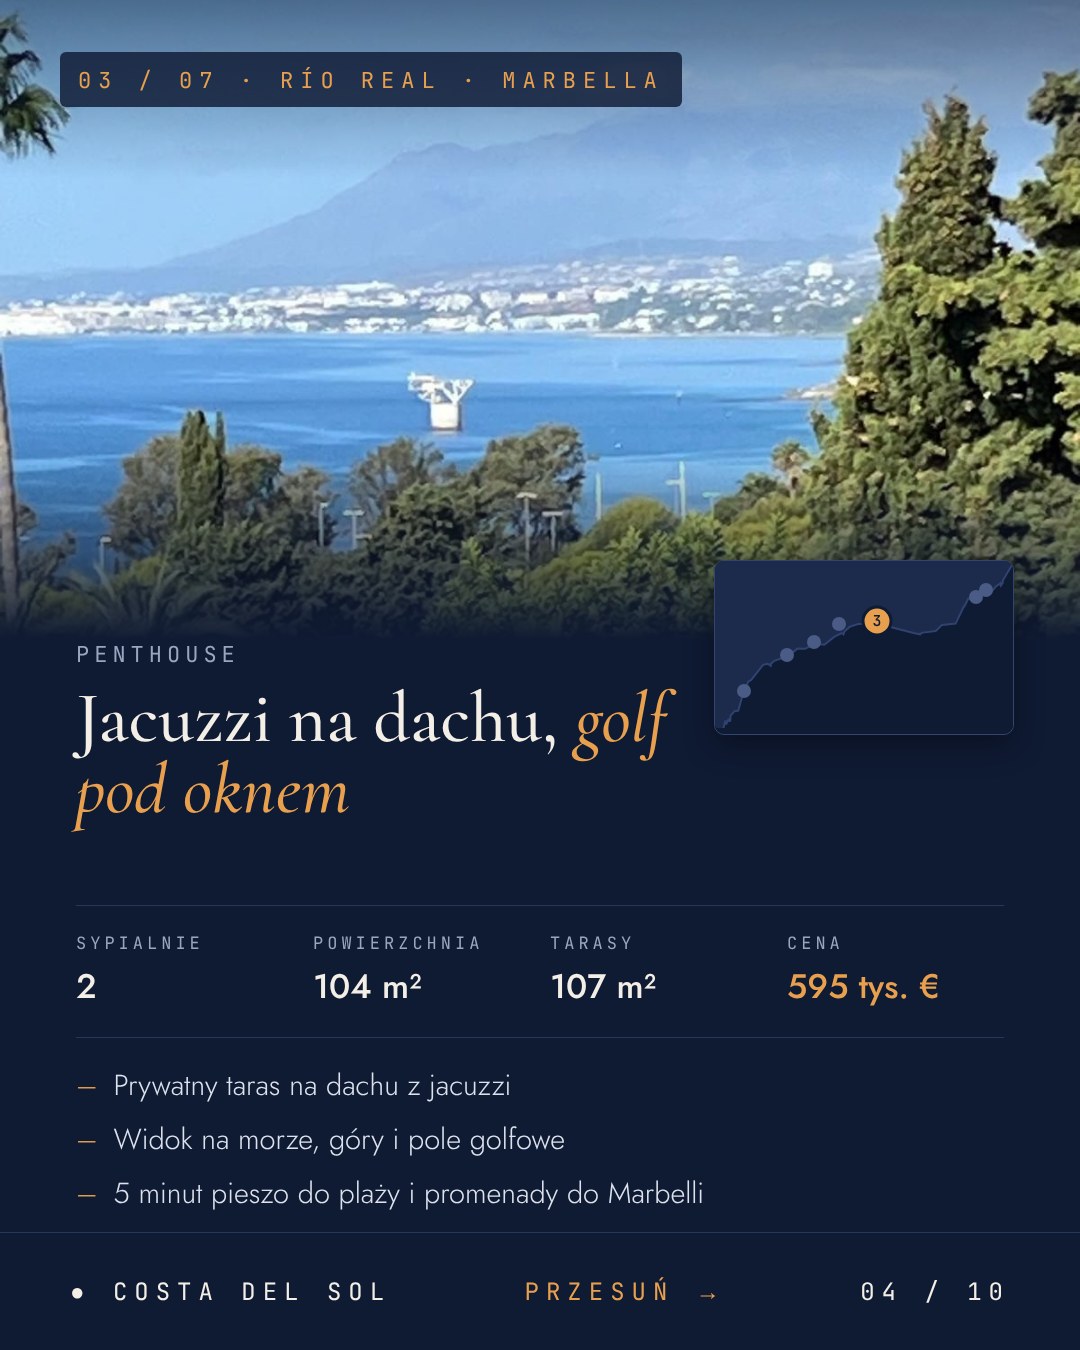 03 / 07 · RÍO REAL · MARBELLA
3
PENTHOUSE
Jacuzzi na dachu, golf
pod oknem
SYPIALNIE POWIERZCHNIA TARASY CENA
2 104 m² 107 m² 595 tys. €
— Prywatny taras na dachu z jacuzzi
— Widok na morze, góry i pole golfowe
— 5 minut pieszo do plaży i promenady do Marbelli
• COSTA DEL SOL PRZESUŃ → 04 / 10